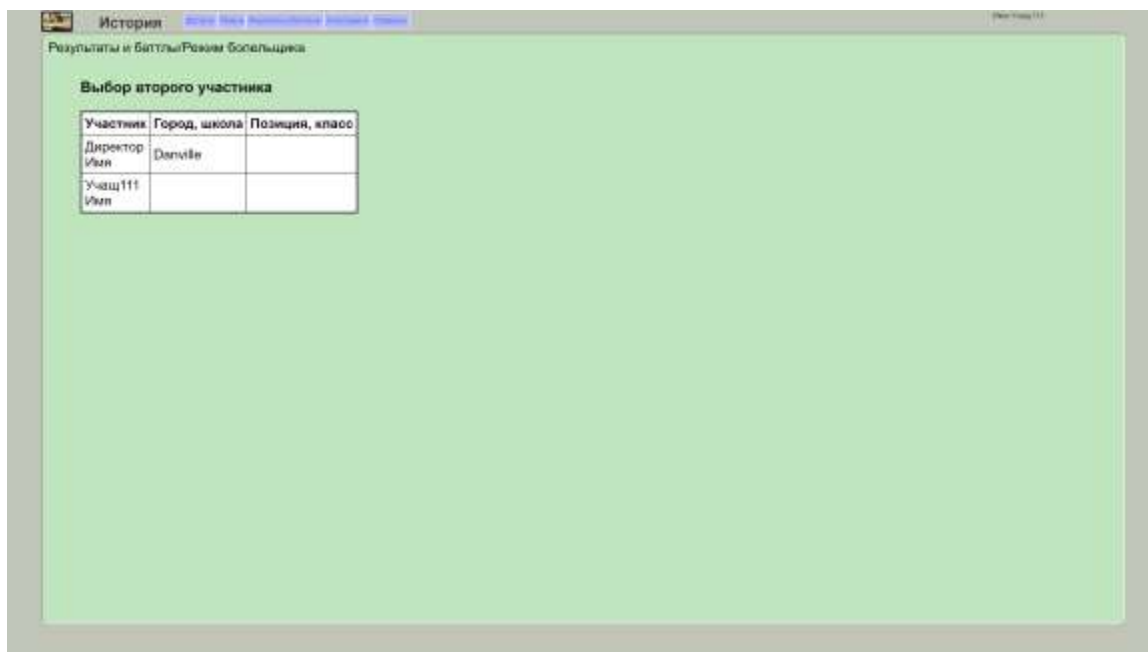 История
Результаты и баттлы/Режим болельщика
Выбор второго участника
Участник Город, школа Позиция, класс
Директор
Имя
Danville
Учащ111
Имя